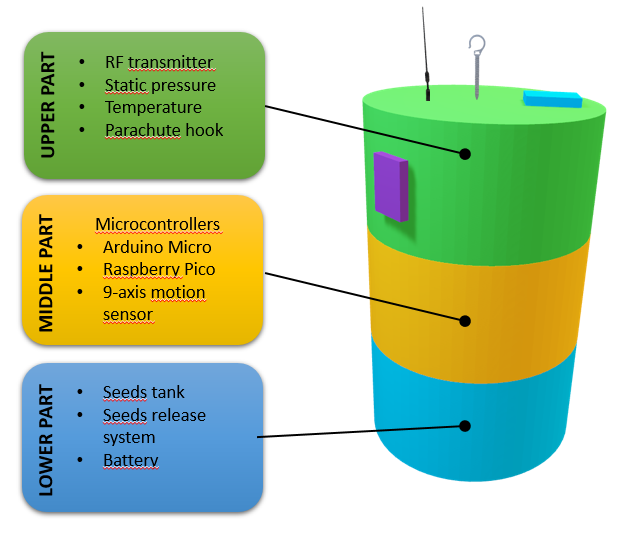 UPPER PART
• RF transmitter
• Static pressure
• Temperature
• Parachute hook
MIDDLE PART
Microcontrollers
• Arduino Micro
• Raspberry Pico
• 9-axis motion
sensor
LOWER PART
• Seeds tank
• Seeds release
system
• Battery